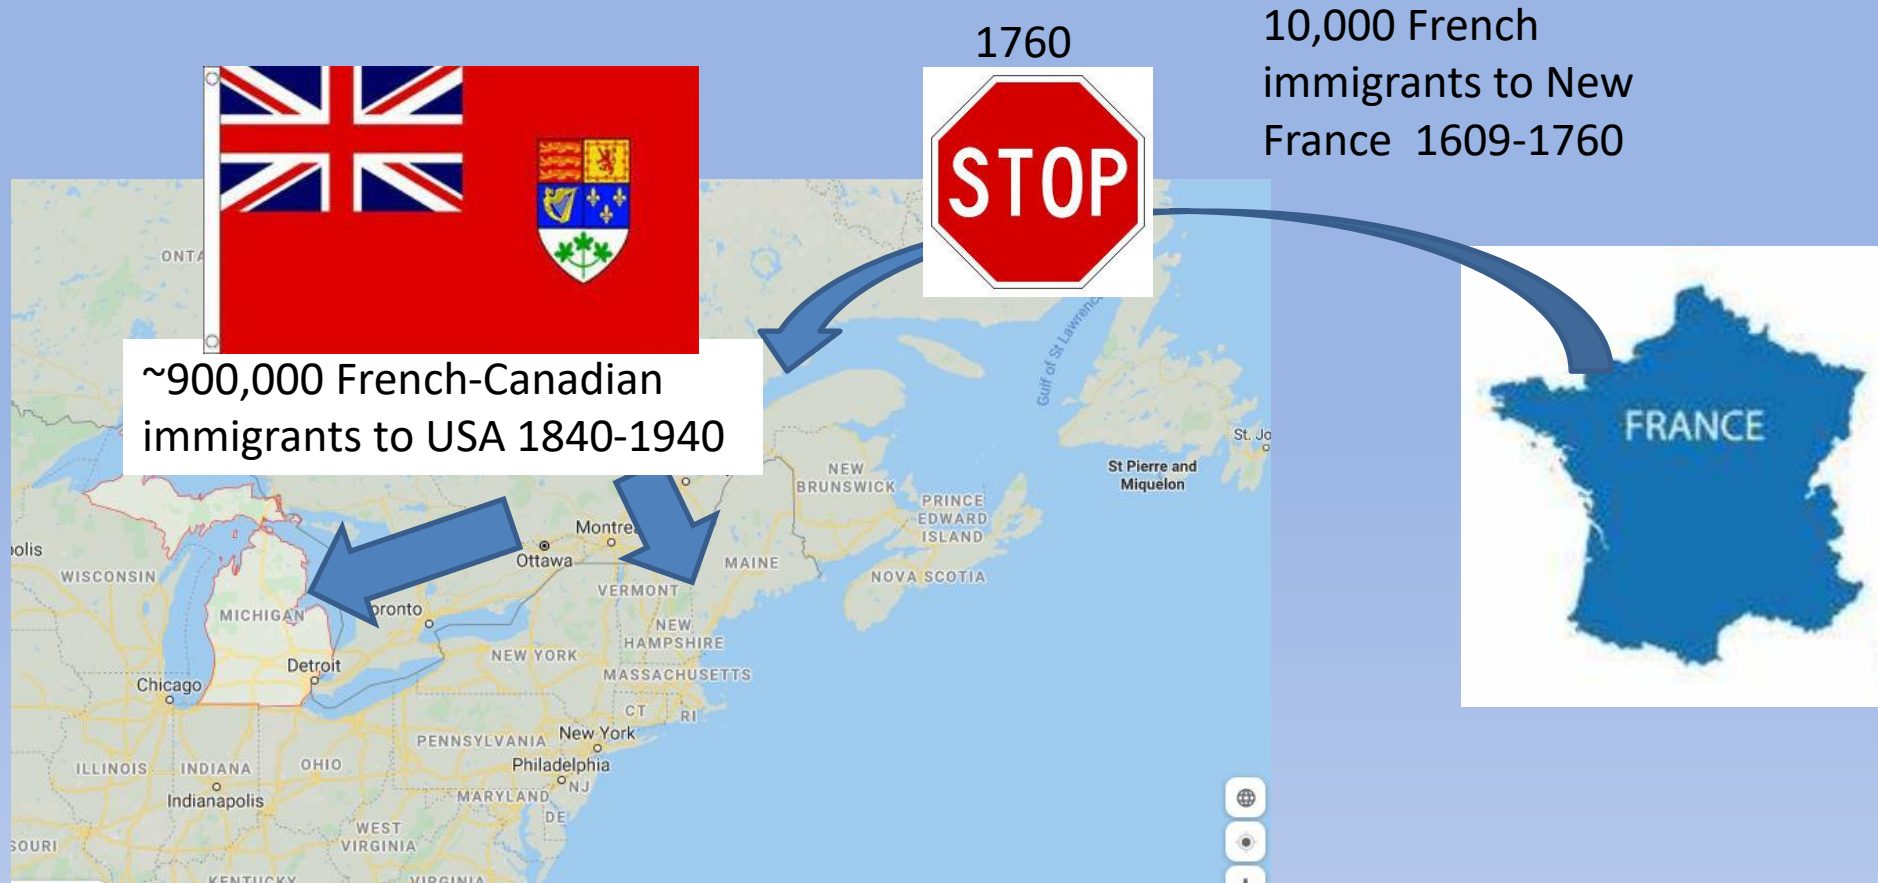 1760
10,000 French
immigrants to New
France 1609-1760
STOP
~900,000 French-Canadian
immigrants to USA 1840-1940
FRANCE
Gulf of St Lawrence
St Pierre and
Miquelon
NEW
BRUNSWICK
PRINCE
EDWARD
ISLAND
NOVA SCOTIA
MAINE
Ottawa
VERMONT
NEW
HAMPSHIRE
MASSACHUSETTS
CT
RI
WISCONSIN
MICHIGAN
Detroit
Chicago
NEW YORK
PENNSYLVANIA
New York
Philadelphia
NJ
ILLINOIS
INDIANA
OHIO
Indianapolis
MARYLAND
DE
WEST
VIRGINIA
KENTUCKY
VIRGINIA